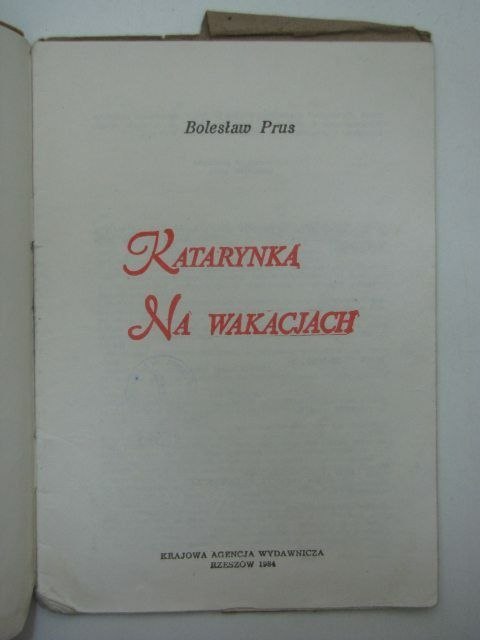 Bolesław Prus
KATARYNKA
NA WAKACJACH
KRAJOWA AGENCJA WYDAWNICZA
RZESZÓW 1984